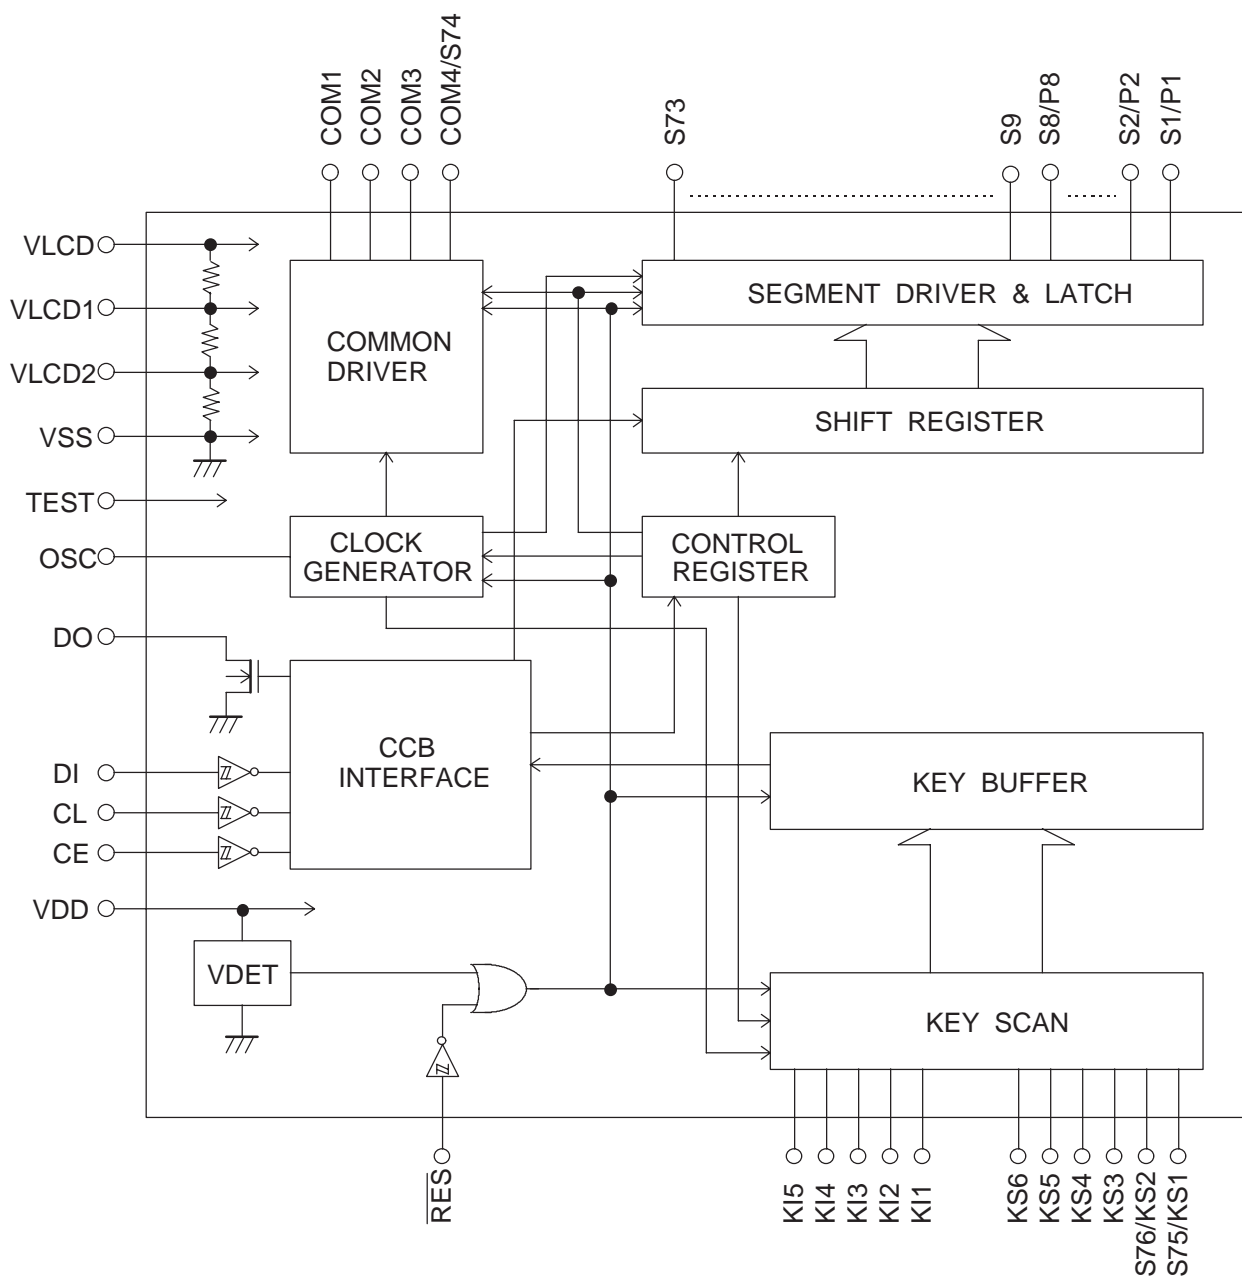 COM1
COM2
COM3
COM4/S74
S73
S9
S8/P8
S2/P2
S1/P1
VLCD
VLCD1
VLCD2
VSS
TEST
OSC
DO
DI
CL
CE
VDD
COMMON
DRIVER
SEGMENT DRIVER & LATCH
SHIFT REGISTER
CLOCK
GENERATOR
CONTROL
REGISTER
CCB
INTERFACE
KEY BUFFER
VDET
KEY SCAN
RES
KI5
KI4
KI3
KI2
KI1
KS6
KS5
KS4
KS3
S76/KS2
S75/KS1